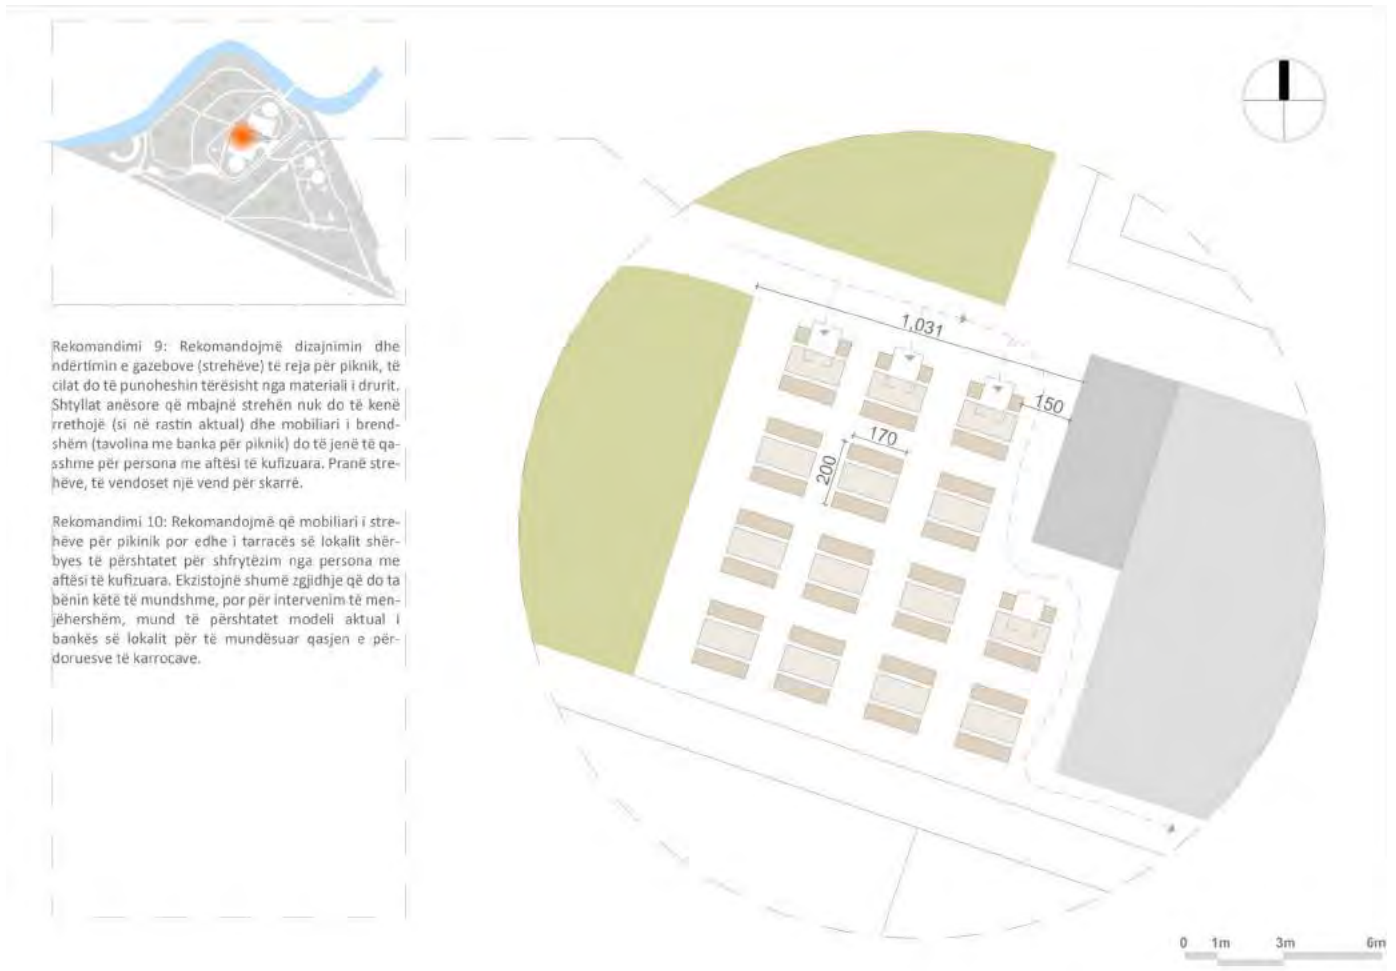 Rekomandimi 9: Rekomandojmë dizajnimin dhe
ndërtimin e gazebove (strehëve) të reja për piknik, të
cilat do të punoheshin tërësisht nga materiali i drurit.
Shtyllat anësore që mbajnë strehën nuk do të kenë
rrethojë (si në rastin aktual) dhe mobiliari i brend-
shëm (tavolina me banka për piknik) do të jenë të qa-
sshme për persona me aftësi të kufizuara. Pranë stre-
hëve, të vendoset një vend për skarrë.
Rekomandimi 10: Rekomandojmë që mobiliari i stre-
hëve për pikinik por edhe i tarracës së lokalit shër-
byes të përshtatet për shfrytëzim nga persona me
aftësi të kufizuara. Ekzistojnë shumë zgjidhje që do ta
bënin këtë të mundshme, por për intervenim të men-
jëhershëm, mund të përshtatet modeli aktual i
bankës së lokalit për të mundësuar qasjen e për-
doruesve të karrocave.
1,031
150
170
200
0 1m 3m 6m